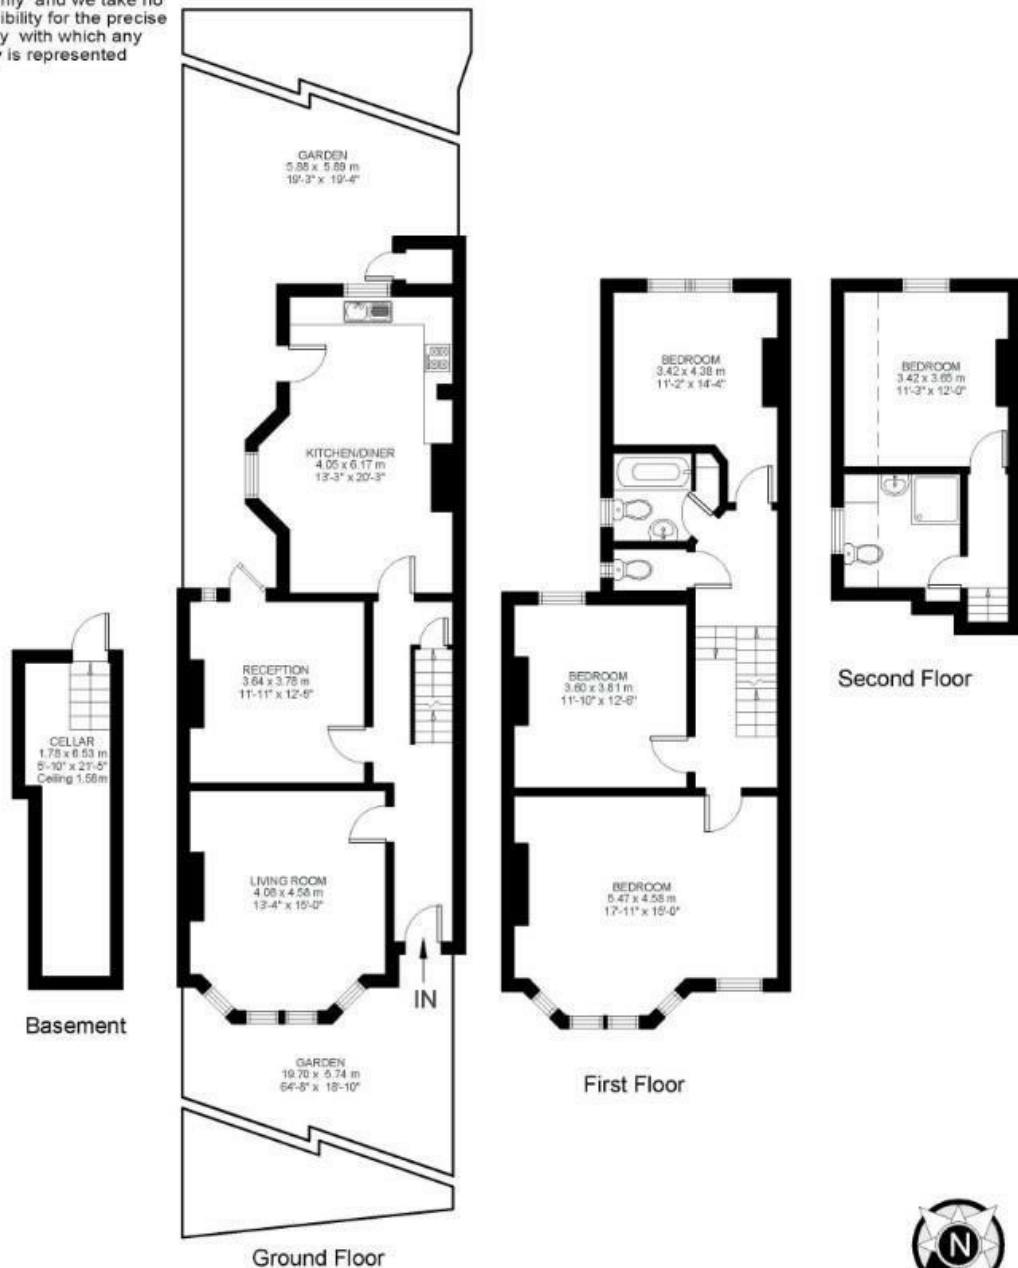 only and we take no
ibility for the precise
y with which any
y is represented
GARDEN
5.88 x 5.89 m
19'-3" x 19'-4"
KITCHEN/DINER
4.05 x 6.17 m
13'-3" x 20'-3"
RECEPTION
3.64 x 3.78 m
11'-11" x 12'-5"
LIVING ROOM
4.08 x 4.58 m
13'-4" x 15'-0"
IN
GARDEN
19.70 x 5.74 m
64'-8" x 18'-10"
Ground Floor
CELLAR
1.78 x 6.53 m
5'-10" x 21'-5"
Ceiling 1.58m
Basement
BEDROOM
3.42 x 4.38 m
11'-2" x 14'-4"
BEDROOM
3.60 x 3.81 m
11'-10" x 12'-6"
BEDROOM
5.47 x 4.58 m
17'-11" x 15'-0"
First Floor
BEDROOM
3.42 x 3.65 m
11'-3" x 12'-0"
Second Floor
N